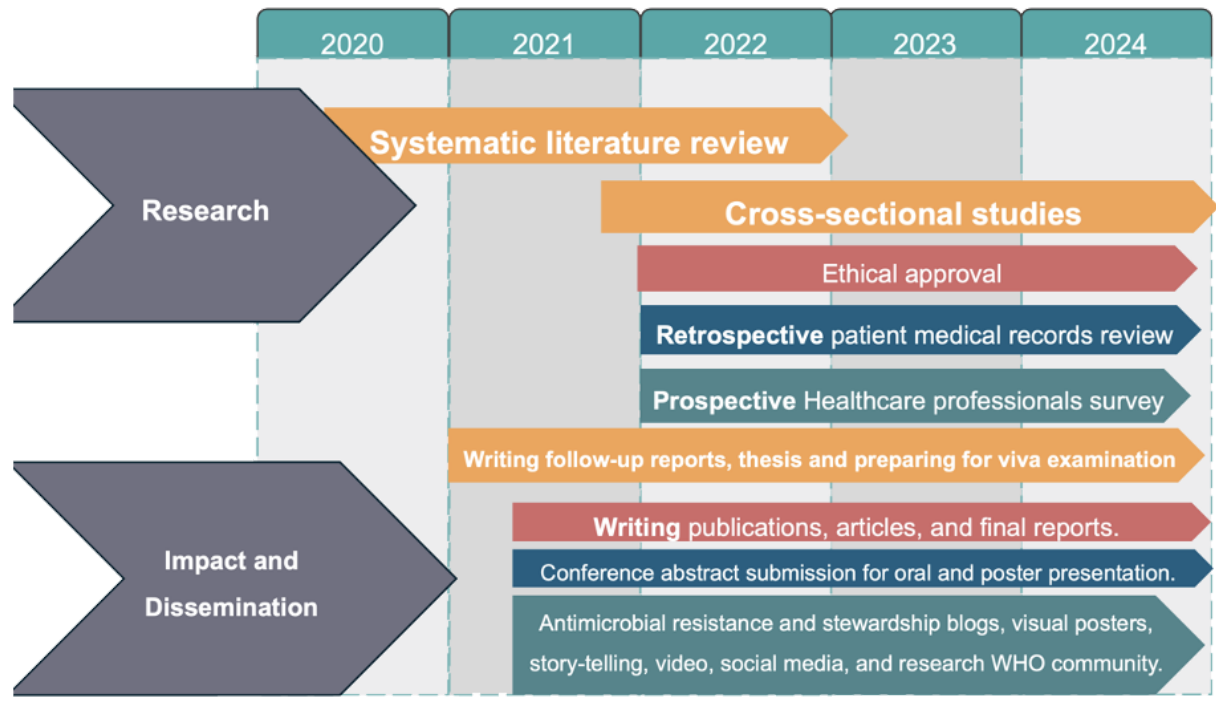 2020 2021 2022 2023 2024
Systematic literature review
Research
Cross-sectional studies
Ethical approval
Retrospective patient medical records review
Prospective Healthcare professionals survey
Writing follow-up reports, thesis and preparing for viva examination
Writing publications, articles, and final reports.
Impact and
Dissemination
Conference abstract submission for oral and poster presentation.
Antimicrobial resistance and stewardship blogs, visual posters,
story-telling, video, social media, and research WHO community.